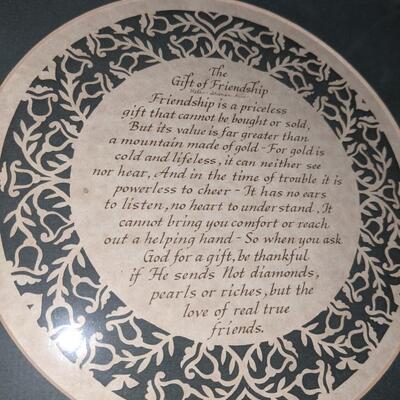 The
Gift of Friendship
Friendship is a priceless
gift that cannot be bought or sold,
But its value is far greater than
a mountain made of gold - For gold is
cold and lifeless, it can neither see
nor hear, And in the time of trouble it is
powerless to cheer - It has no ears
to listen, no heart to understand, It
cannot bring you comfort or reach
out a helping hand - So when you ask
God for a gift, be thankful
if He sends Not diamonds,
pearls or riches, but the
love of real true
friends.